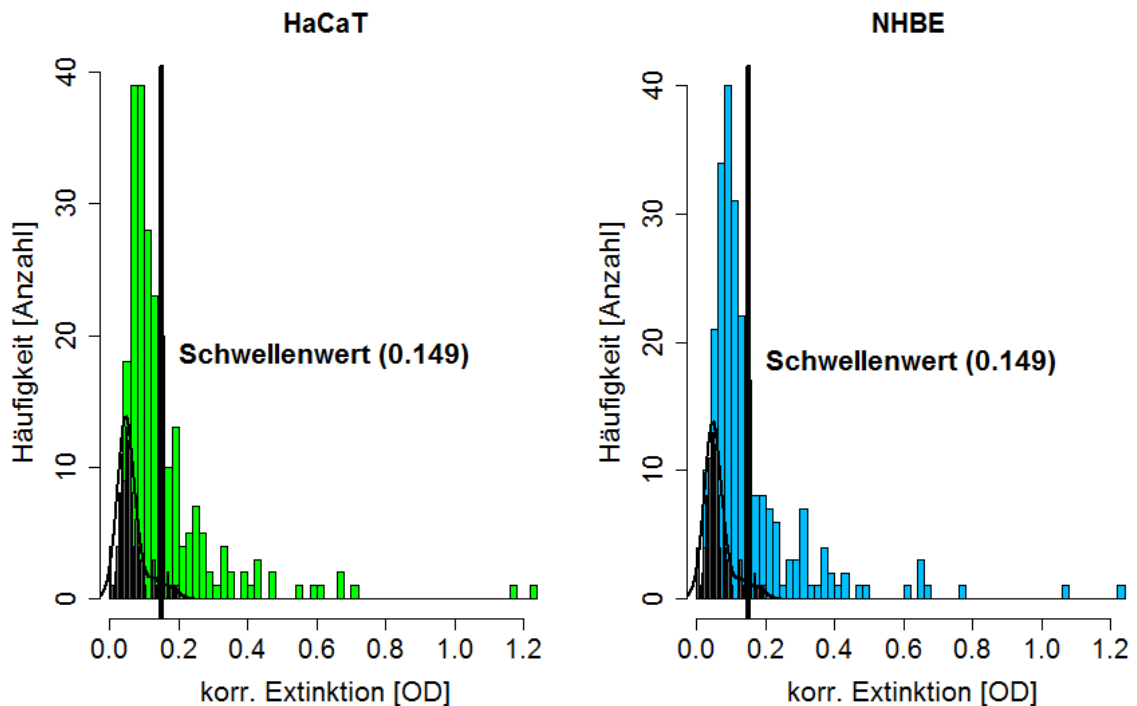 HaCaT
40
30
20
10
0
Häufigkeit [Anzahl]
Schwellenwert (0.149)
0.0 0.2 0.4 0.6 0.8 1.0 1.2
korr. Extinktion [OD]
NHBE
40
30
20
10
0
Häufigkeit [Anzahl]
Schwellenwert (0.149)
0.0 0.2 0.4 0.6 0.8 1.0 1.2
korr. Extinktion [OD]